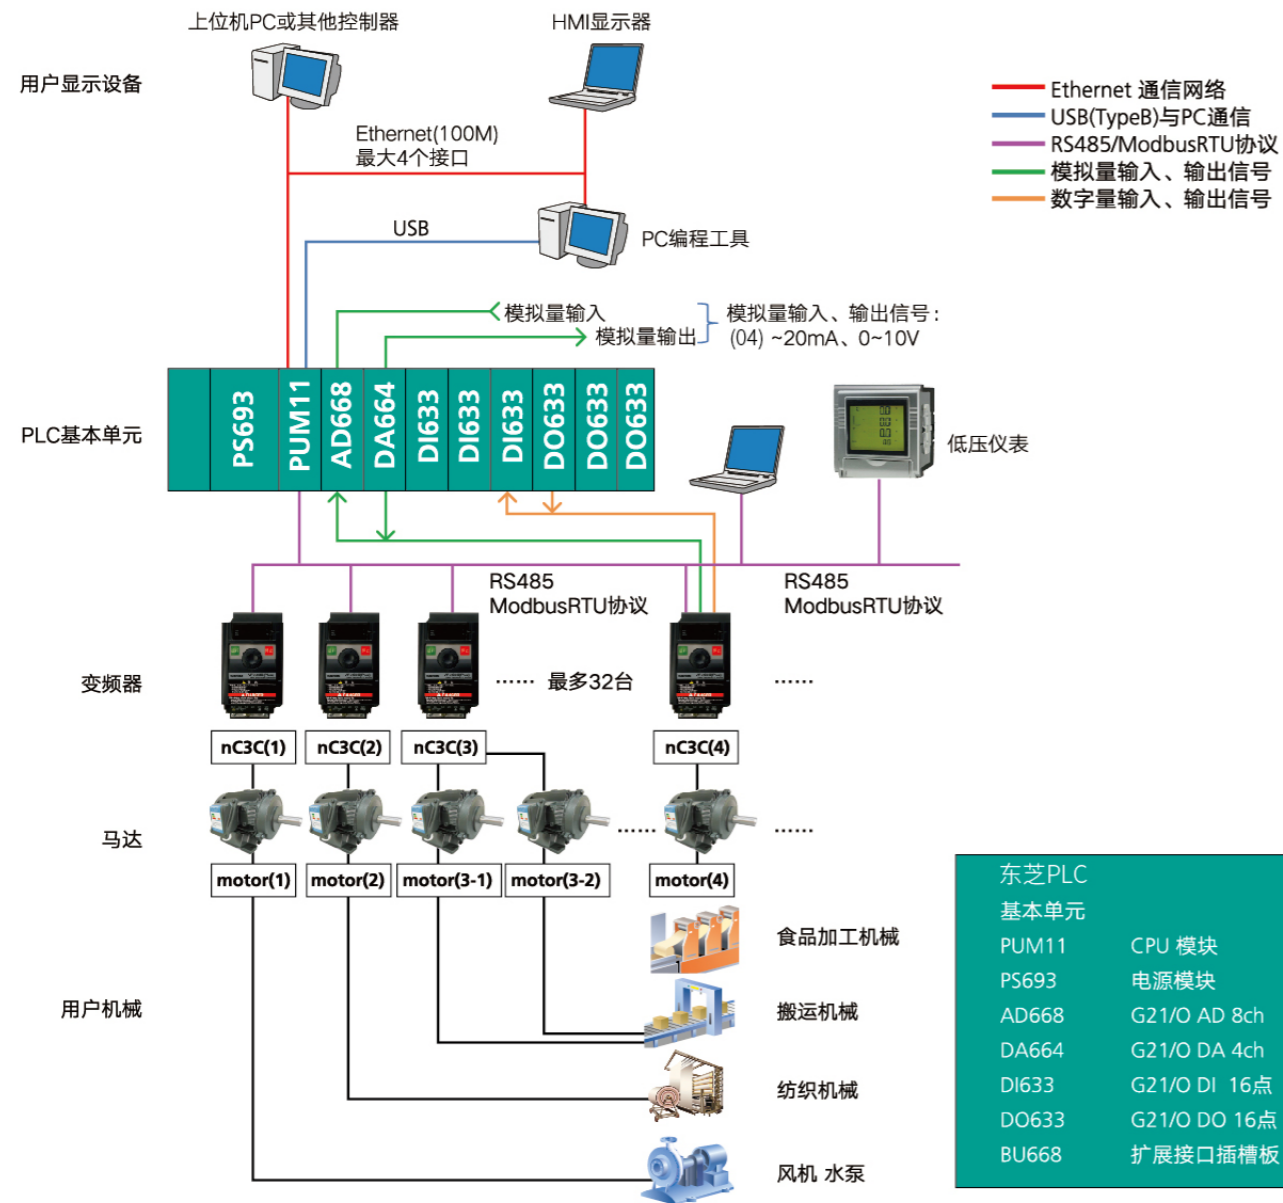 上位机PC或其他控制器
HMI显示器
用户显示设备
Ethernet 通信网络
USB(TypeB)与PC通信
RS485/ModbusRTU协议
模拟量输入、输出信号
数字量输入、输出信号
Ethernet(100M)
最大4个接口
USB
PC编程工具
模拟量输入
模拟量输出
模拟量输入、输出信号：
(04) ~20mA、0~10V
PLC基本单元
PS693
PUM11
AD668
DA664
DI633
DI633
DI633
DO633
DO633
DO633
低压仪表
RS485
ModbusRTU协议
RS485
ModbusRTU协议
变频器
······ 最多32台
······
nC3C(1)
nC3C(2)
nC3C(3)
nC3C(4)
马达
······
······
motor(1)
motor(2)
motor(3-1)
motor(3-2)
motor(4)
用户机械
食品加工机械
搬运机械
纺织机械
风机 水泵
东芝PLC
基本单元
PUM11 CPU 模块
PS693 电源模块
AD668 G21/O AD 8ch
DA664 G21/O DA 4ch
DI633 G21/O DI 16点
DO633 G21/O DO 16点
BU668 扩展接口插槽板